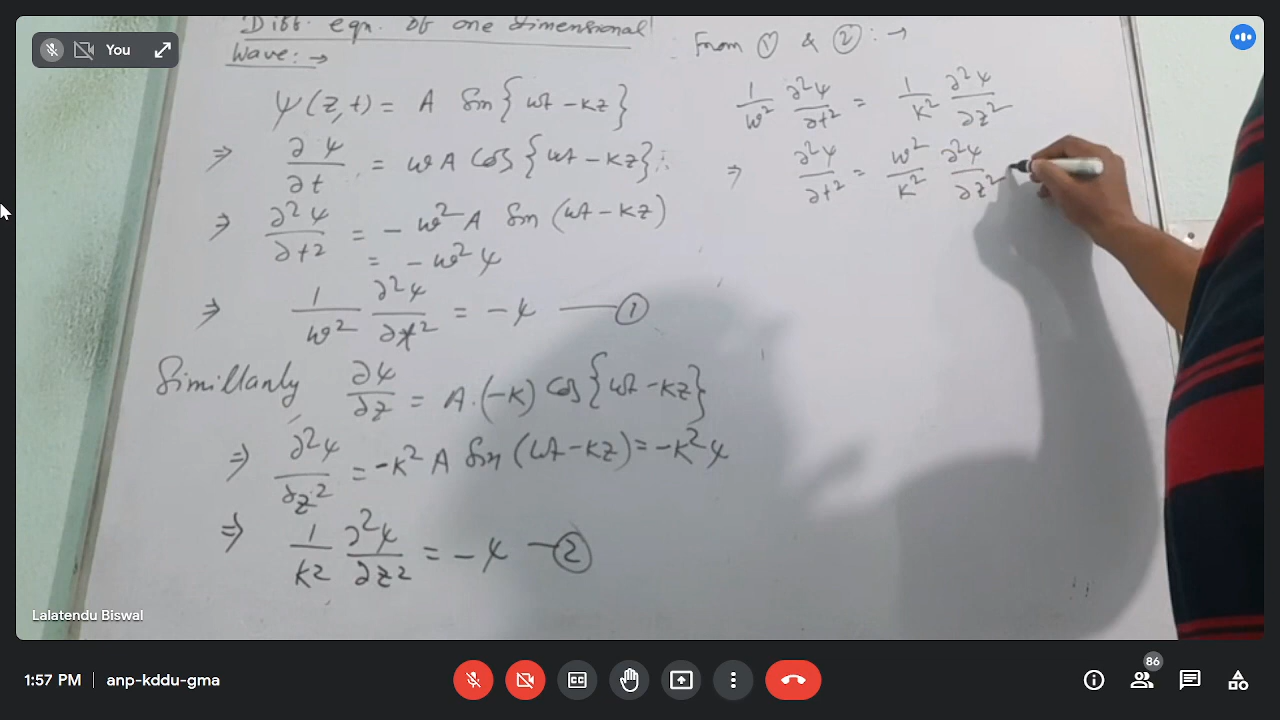 You
Diff. eqn. of one dimensional
Wave: →
ψ(z,t) = A Sin{ωt - kz}
⇒ ∂ψ/∂t = ωA Cos{ωt - kz}
⇒ ∂²ψ/∂t² = - ω²A Sin (ωt - kz)
= - ω²ψ
⇒ 1/ω² ∂²ψ/∂t² = -ψ —— ①
Simillarly ∂ψ/∂z = A.(-k) Cos{ωt - kz}
⇒ ∂²ψ/∂z² = -k² A Sin (ωt - kz) = -k²ψ
⇒ 1/k² ∂²ψ/∂z² = -ψ — ②
From ① & ② : →
1/ω² ∂²ψ/∂t² = 1/k² ∂²ψ/∂z²
⇒ ∂²ψ/∂t² = ω²/k² ∂²ψ/∂z²
Lalatendu Biswal
1:57 PM | anp-kddu-gma
CC
86